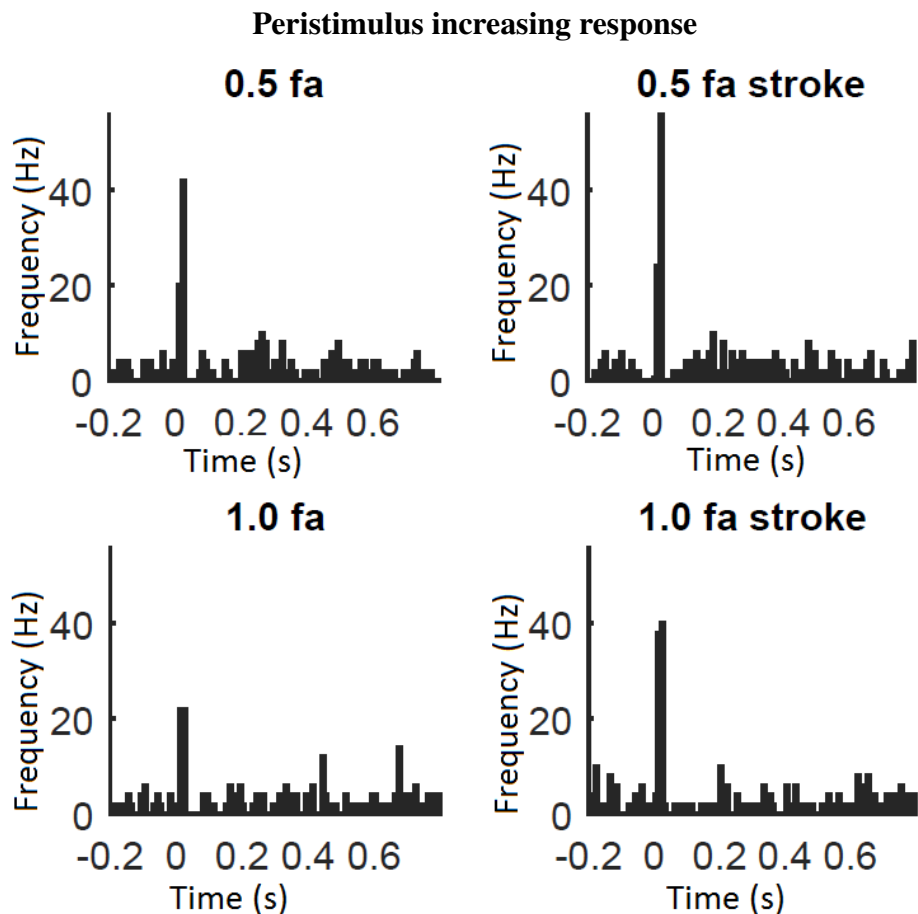 Peristimulus increasing response
0.5 fa
Frequency (Hz)
40
20
0
-0.2 0 0.2 0.4 0.6
Time (s)
0.5 fa stroke
Frequency (Hz)
40
20
0
-0.2 0 0.2 0.4 0.6
Time (s)
1.0 fa
Frequency (Hz)
40
20
0
-0.2 0 0.2 0.4 0.6
Time (s)
1.0 fa stroke
Frequency (Hz)
40
20
0
-0.2 0 0.2 0.4 0.6
Time (s)